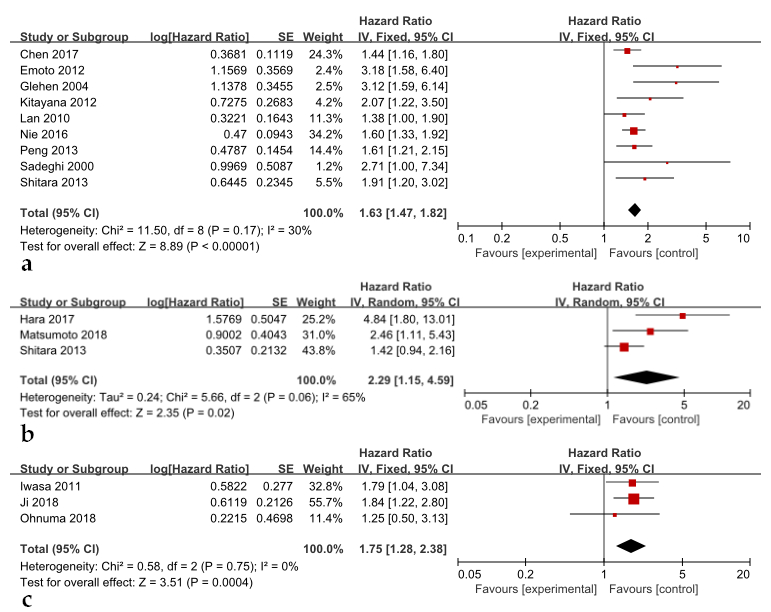 Hazard Ratio Hazard Ratio
Study or Subgroup log[Hazard Ratio] SE Weight IV, Fixed, 95% CI IV, Fixed, 95% CI
Chen 2017 0.3681 0.1119 24.3% 1.44 [1.16, 1.80]
Emoto 2012 1.1569 0.3569 2.4% 3.18 [1.58, 6.40]
Glehen 2004 1.1378 0.3455 2.5% 3.12 [1.59, 6.14]
Kitayana 2012 0.7275 0.2683 4.2% 2.07 [1.22, 3.50]
Lan 2010 0.3221 0.1643 11.3% 1.38 [1.00, 1.90]
Nie 2016 0.47 0.0943 34.2% 1.60 [1.33, 1.92]
Peng 2013 0.4787 0.1454 14.4% 1.61 [1.21, 2.15]
Sadeghi 2000 0.9969 0.5087 1.2% 2.71 [1.00, 7.34]
Shitara 2013 0.6445 0.2345 5.5% 1.91 [1.20, 3.02]
Total (95% CI) 100.0% 1.63 [1.47, 1.82]
Heterogeneity: Chi² = 11.50, df = 8 (P = 0.17); I² = 30%
Test for overall effect: Z = 8.89 (P < 0.00001)
0.1 0.2 0.5 1 2 5 10
Favours [experimental] Favours [control]
a
Hazard Ratio Hazard Ratio
Study or Subgroup log[Hazard Ratio] SE Weight IV, Random, 95% CI IV, Random, 95% CI
Hara 2017 1.5769 0.5047 25.2% 4.84 [1.80, 13.01]
Matsumoto 2018 0.9002 0.4043 31.0% 2.46 [1.11, 5.43]
Shitara 2013 0.3507 0.2132 43.8% 1.42 [0.94, 2.16]
Total (95% CI) 100.0% 2.29 [1.15, 4.59]
Heterogeneity: Tau² = 0.24; Chi² = 5.66, df = 2 (P = 0.06); I² = 65%
Test for overall effect: Z = 2.35 (P = 0.02)
0.05 0.2 1 5 20
Favours [experimental] Favours [control]
b
Hazard Ratio Hazard Ratio
Study or Subgroup log[Hazard Ratio] SE Weight IV, Fixed, 95% CI IV, Fixed, 95% CI
Iwasa 2011 0.5822 0.277 32.8% 1.79 [1.04, 3.08]
Ji 2018 0.6119 0.2126 55.7% 1.84 [1.22, 2.80]
Ohnuma 2018 0.2215 0.4698 11.4% 1.25 [0.50, 3.13]
Total (95% CI) 100.0% 1.75 [1.28, 2.38]
Heterogeneity: Chi² = 0.58, df = 2 (P = 0.75); I² = 0%
Test for overall effect: Z = 3.51 (P = 0.0004)
0.05 0.2 1 5 20
Favours [experimental] Favours [control]
c